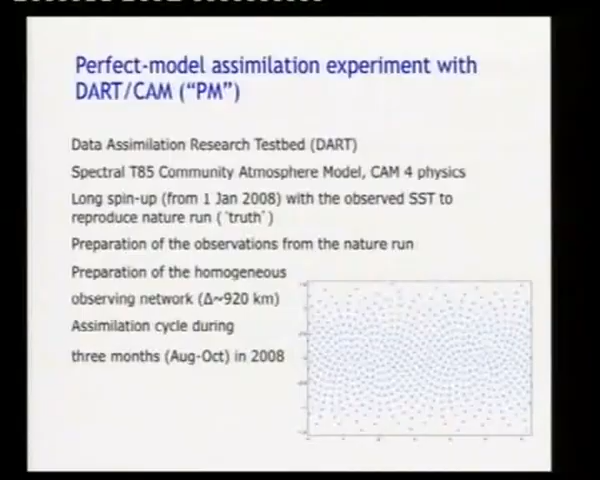 Perfect-model assimilation experiment with
DART/CAM (“PM”)
Data Assimilation Research Testbed (DART)
Spectral T85 Community Atmosphere Model, CAM 4 physics
Long spin-up (from 1 Jan 2008) with the observed SST to
reproduce nature run (‘truth’)
Preparation of the observations from the nature run
Preparation of the homogeneous
observing network (Δ~920 km)
Assimilation cycle during
three months (Aug-Oct) in 2008